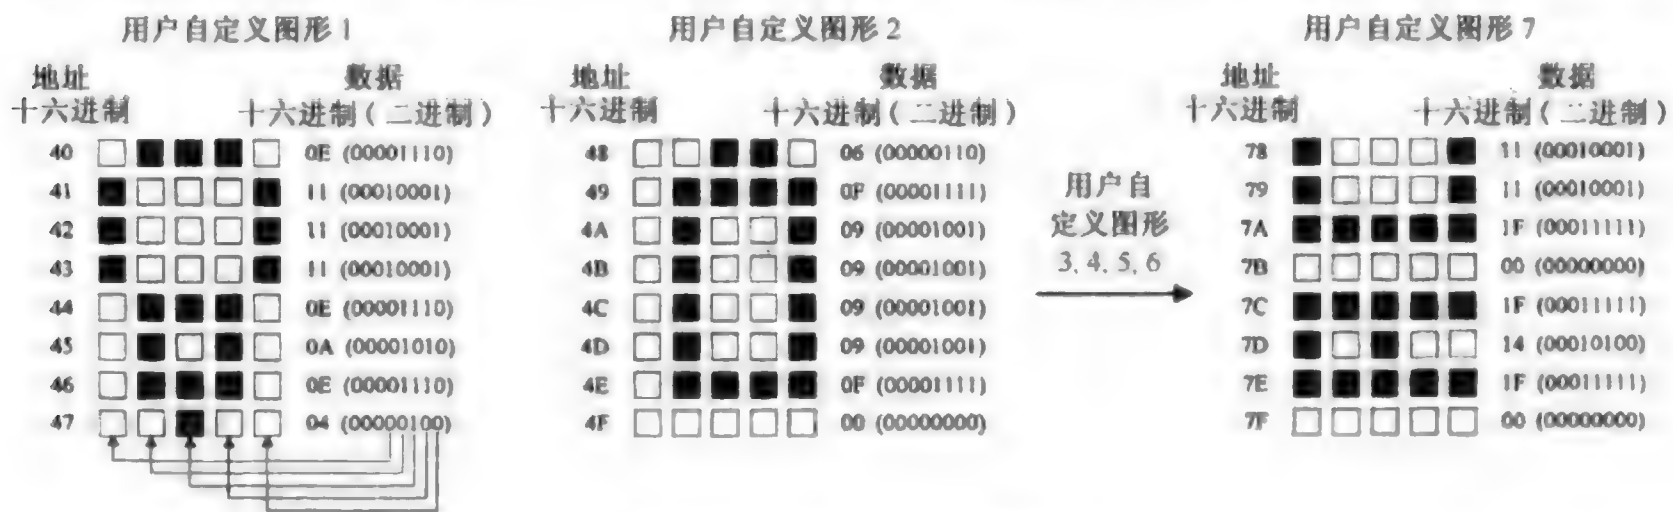 用户自定义图形 1
地址 数据
十六进制 十六进制(二进制)
40 0E (00001110)
41 11 (00010001)
42 11 (00010001)
43 11 (00010001)
44 0E (00001110)
45 0A (00001010)
46 0E (00001110)
47 04 (00000100)
用户自定义图形 2
地址 数据
十六进制 十六进制(二进制)
48 06 (00000110)
49 0F (00001111)
4A 09 (00001001)
4B 09 (00001001)
4C 09 (00001001)
4D 09 (00001001)
4E 0F (00001111)
4F 00 (00000000)
用户自
定义图形
3, 4, 5, 6
用户自定义图形 7
地址 数据
十六进制 十六进制(二进制)
78 11 (00010001)
79 11 (00010001)
7A 1F (00011111)
7B 00 (00000000)
7C 1F (00011111)
7D 14 (00010100)
7E 1F (00011111)
7F 00 (00000000)